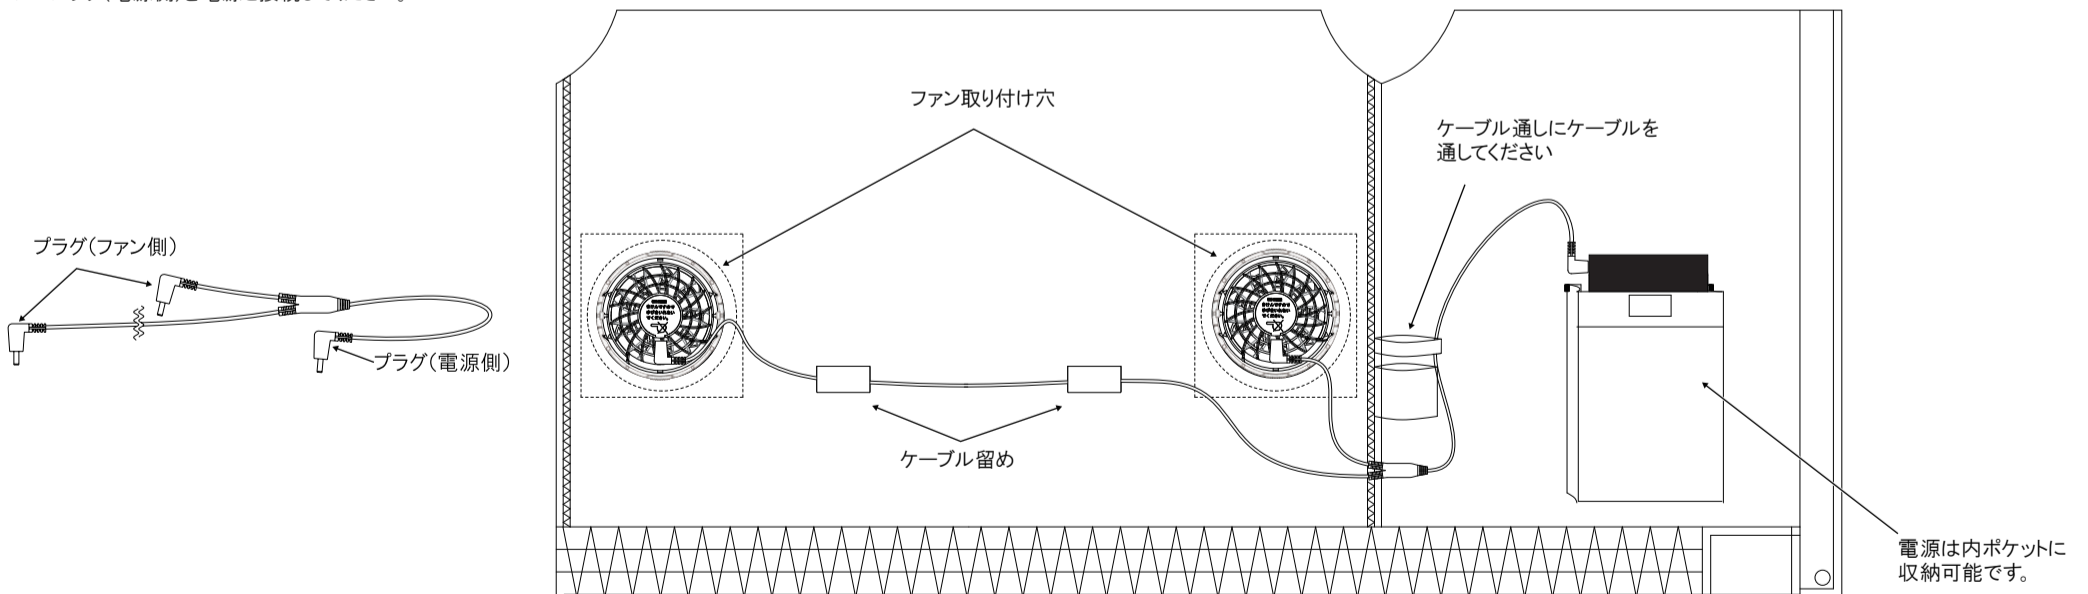 ファン取り付け穴
ケーブル通しにケーブルを
通してください
プラグ(ファン側)
プラグ(電源側)
ケーブル留め
電源は内ポケットに
収納可能です。